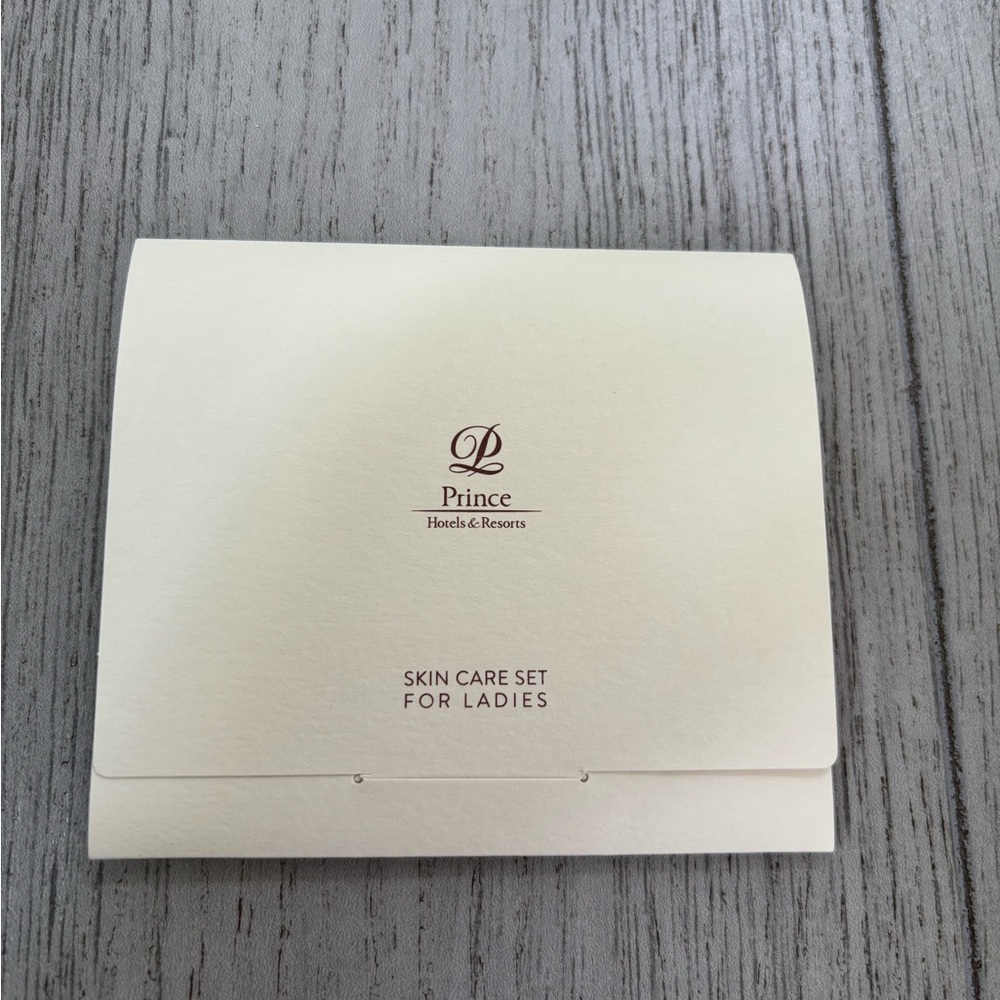 P
Prince
Hotels & Resorts
SKIN CARE SET
FOR LADIES